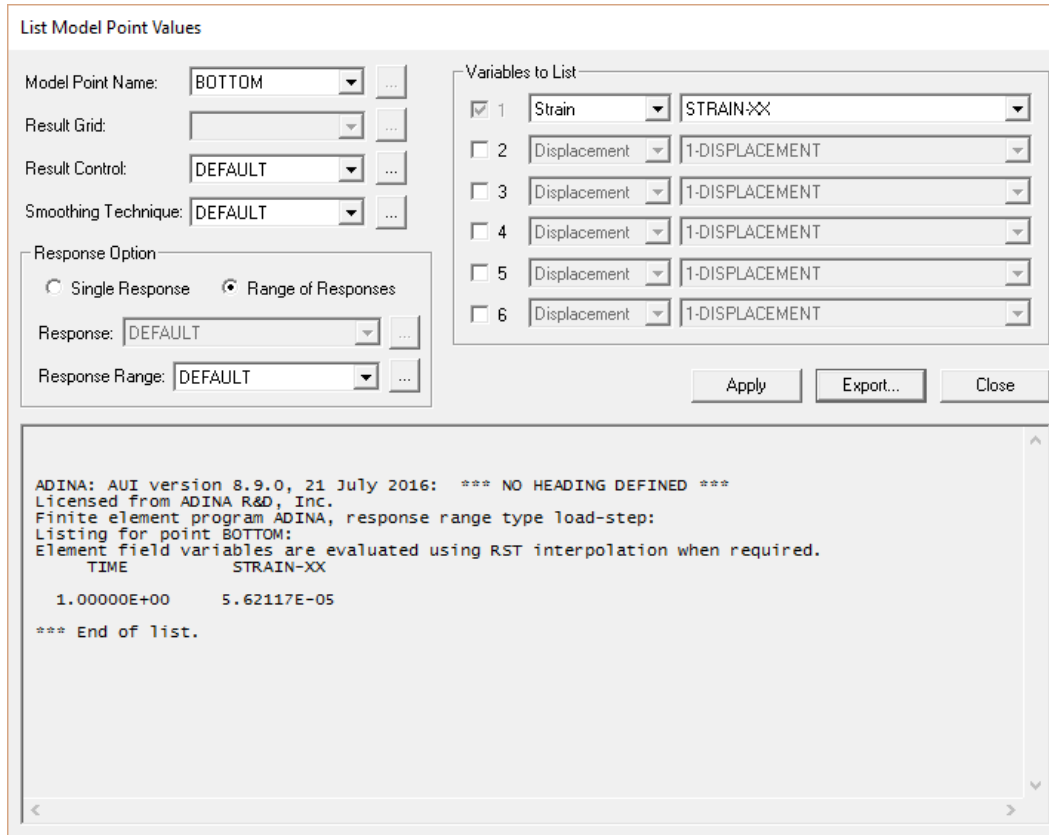 List Model Point Values
Model Point Name: BOTTOM ...
Result Grid: ...
Result Control: DEFAULT ...
Smoothing Technique: DEFAULT ...
Response Option
Single Response Range of Responses
Response: DEFAULT ...
Response Range: DEFAULT ...
Variables to List
1 Strain STRAIN-XX
2 Displacement 1-DISPLACEMENT
3 Displacement 1-DISPLACEMENT
4 Displacement 1-DISPLACEMENT
5 Displacement 1-DISPLACEMENT
6 Displacement 1-DISPLACEMENT
Apply Export... Close
ADINA: AUI version 8.9.0, 21 July 2016: *** NO HEADING DEFINED ***
Licensed from ADINA R&D, Inc.
Finite element program ADINA, response range type load-step:
Listing for point BOTTOM:
Element field variables are evaluated using RST interpolation when required.
TIME STRAIN-XX
1.00000E+00 5.62117E-05
*** End of list.